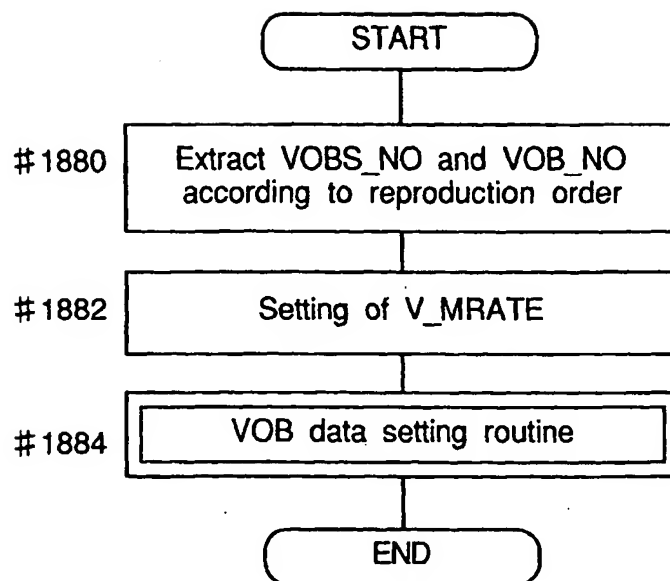 START
#1880
Extract VOBS_NO and VOB_NO
according to reproduction order
#1882
Setting of V_MRATE
#1884
VOB data setting routine
END